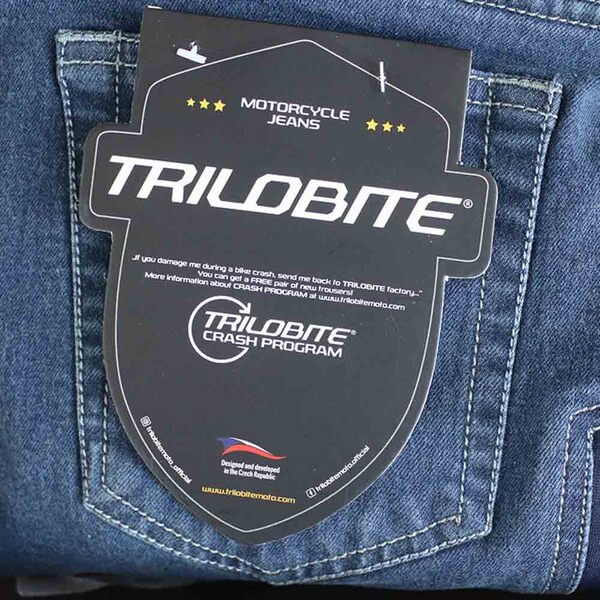 MOTORCYCLE
JEANS
TRILOBITE®
„If you damage me during a bike crash, send me back to TRILOBITE factory..."
You can get a FREE pair of new trousers!
More information about CRASH PROGRAM at www.trilobitemoto.com
TRILOBITE®
CRASH PROGRAM
trilobitemoto.official
Designed and developed
in the Czech Republic
www.trilobitemoto.com
trilobitemoto.official